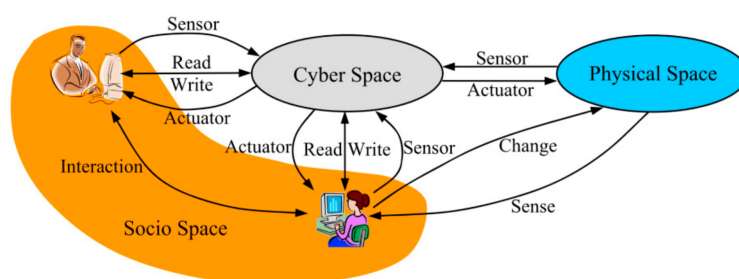 Sensor
Read
Write
Actuator
Cyber Space
Sensor
Actuator
Physical Space
Actuator
Read Write
Sensor
Change
Sense
Interaction
Socio Space